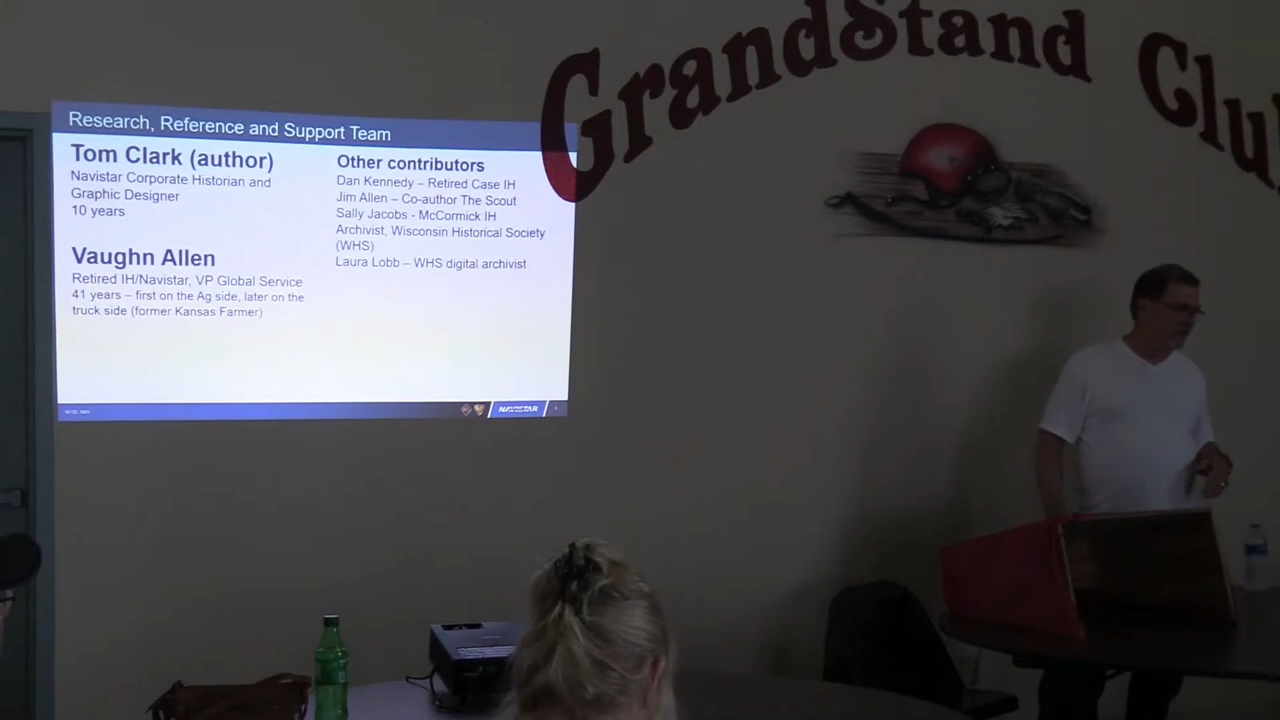 GrandStand Clu
Research, Reference and Support Team
Tom Clark (author)
Navistar Corporate Historian and
Graphic Designer
10 years
Vaughn Allen
Retired IH/Navistar, VP Global Service
41 years – first on the Ag side, later on the
truck side (former Kansas Farmer)
Other contributors
Dan Kennedy – Retired Case IH
Jim Allen – Co-author The Scout
Sally Jacobs - McCormick IH
Archivist, Wisconsin Historical Society
(WHS)
Laura Lobb – WHS digital archivist
NAVISTAR